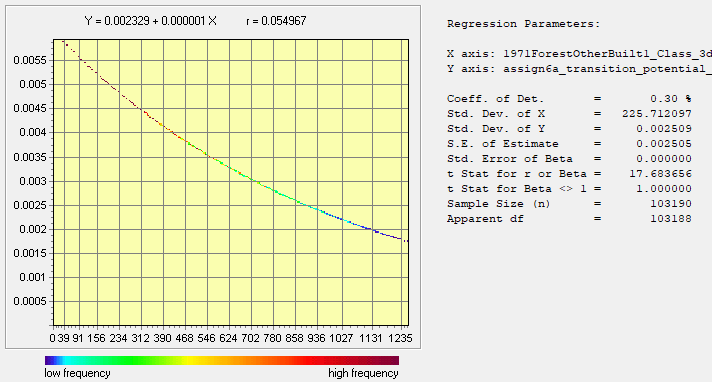 Y = 0.002329 + 0.000001 X r = 0.054967
0.0055
0.005
0.0045
0.004
0.0035
0.003
0.0025
0.002
0.0015
0.001
0.0005
0 39 91 156 234 312 390 468 546 624 702 780 858 936 1027 1131 1235
low frequency high frequency
Regression Parameters:
X axis: 1971ForestOtherBuilt1_Class_3d
Y axis: assign6a_transition_potential_
Coeff. of Det. = 0.30 %
Std. Dev. of X = 225.712097
Std. Dev. of Y = 0.002509
S.E. of Estimate = 0.002505
Std. Error of Beta = 0.000000
t Stat for r or Beta = 17.683656
t Stat for Beta <> 1 = 1.000000
Sample Size (n) = 103190
Apparent df = 103188